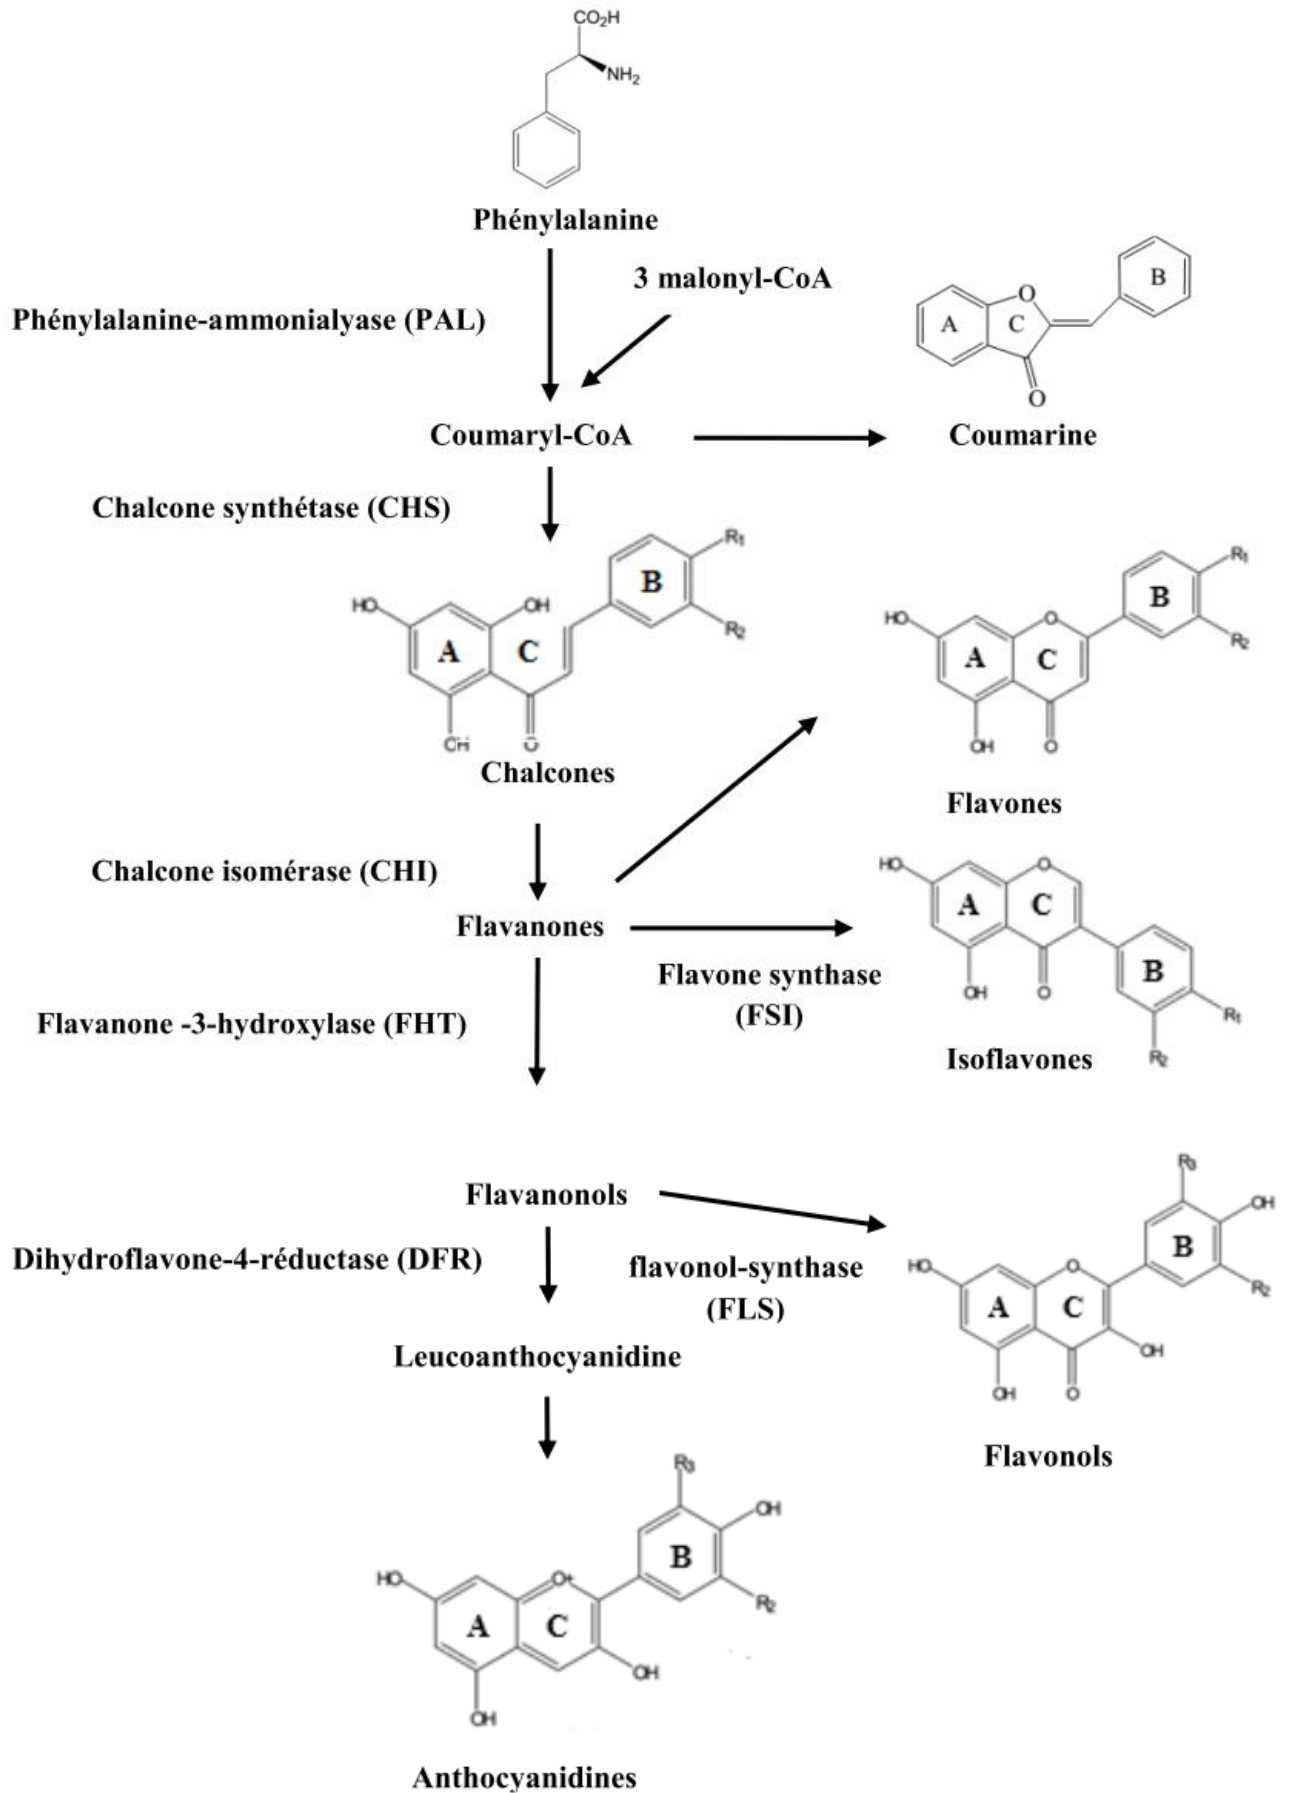 CO₂H
NH₂
Phénylalanine
3 malonyl-CoA
Phénylalanine-ammonialyase (PAL)
B
O
A
C
O
Coumaryl-CoA
Coumarine
Chalcone synthétase (CHS)
R₁
B
HO
OH
R₂
A
C
OH
O
Chalcones
R₁
B
HO
O
R₂
A
C
OH
O
Flavones
Chalcone isomérase (CHI)
Flavanones
HO
O
A
C
B
OH
O
R₁
R₂
Isoflavones
Flavone synthase
(FSI)
Flavanone -3-hydroxylase (FHT)
Flavanonols
Dihydroflavone-4-réductase (DFR)
flavonol-synthase
(FLS)
R₃
OH
B
HO
O
R₂
A
C
OH
OH
O
Flavonols
Leucoanthocyanidine
R₃
OH
B
HO
O+
R₂
A
C
OH
OH
Anthocyanidines